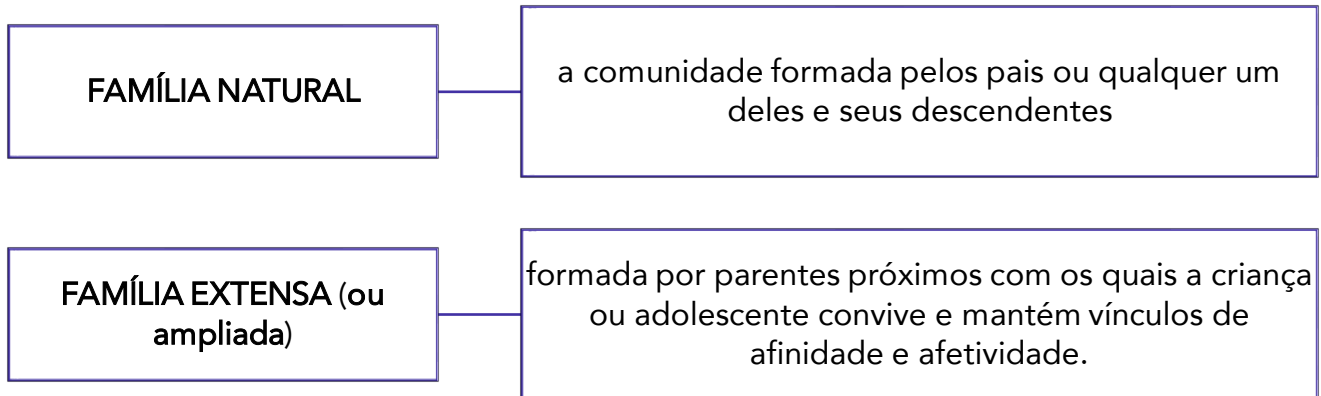 FAMÍLIA NATURAL
a comunidade formada pelos pais ou qualquer um
deles e seus descendentes
FAMÍLIA EXTENSA (ou
ampliada)
formada por parentes próximos com os quais a criança
ou adolescente convive e mantém vínculos de
afinidade e afetividade.